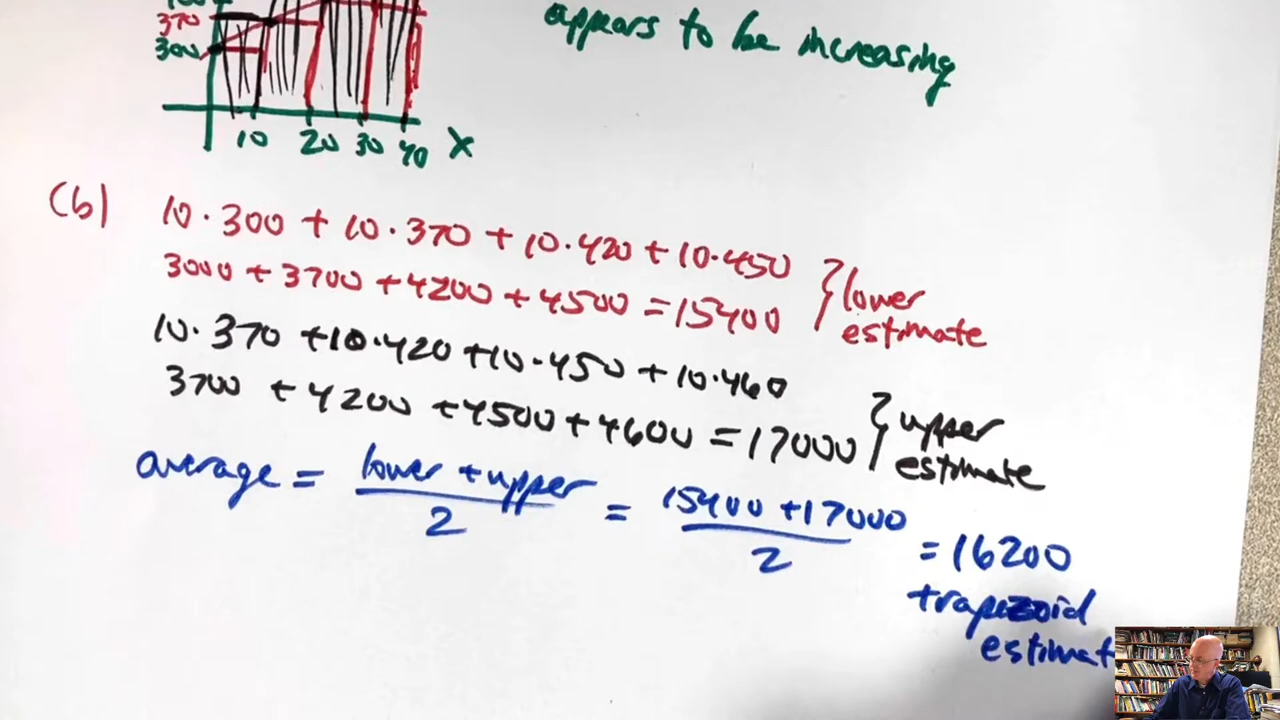 370
300
appears to be increasing
10 20 30 40 x
(b) 10·300 + 10·370 + 10·420 + 10·450
3000 + 3700 + 4200 + 4500 = 15400 } lower estimate
10·370 + 10·420 + 10·450 + 10·460
3700 + 4200 + 4500 + 4600 = 17000 } upper estimate
average = lower + upper / 2 = 15400 + 17000 / 2 = 16200
trapezoid
estimat